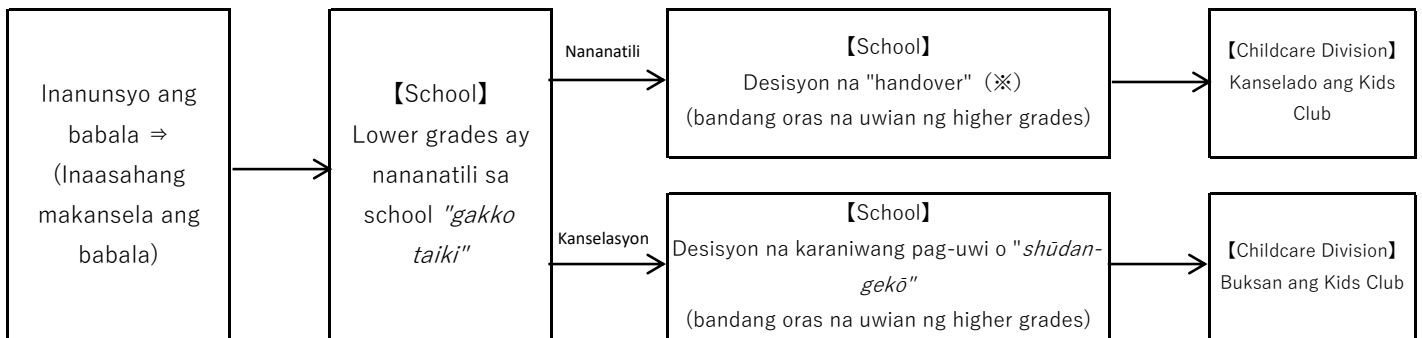 Inanunsyo ang
babala ⇒
(Inaasahang
makansela ang
babala)
【School】
Lower grades ay
nananatili sa
school "gakko
taiki"
Nananatili
【School】
Desisyon na "handover" (※)
(bandang oras na uwian ng higher grades)
【Childcare Division】
Kanselado ang Kids
Club
Kanselasyon
【School】
Desisyon na karaniwang pag-uwi o "shūdan-
gekō"
(bandang oras na uwian ng higher grades)
【Childcare Division】
Buksan ang Kids Club